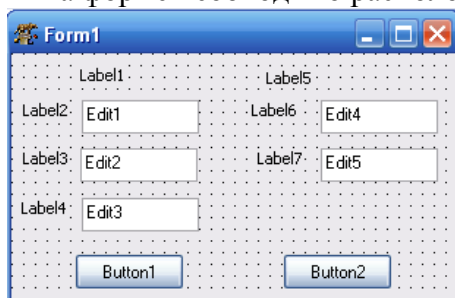 Form1
Label1 Label5
Label2 Edit1 Label6 Edit4
Label3 Edit2 Label7 Edit5
Label4 Edit3
Button1 Button2